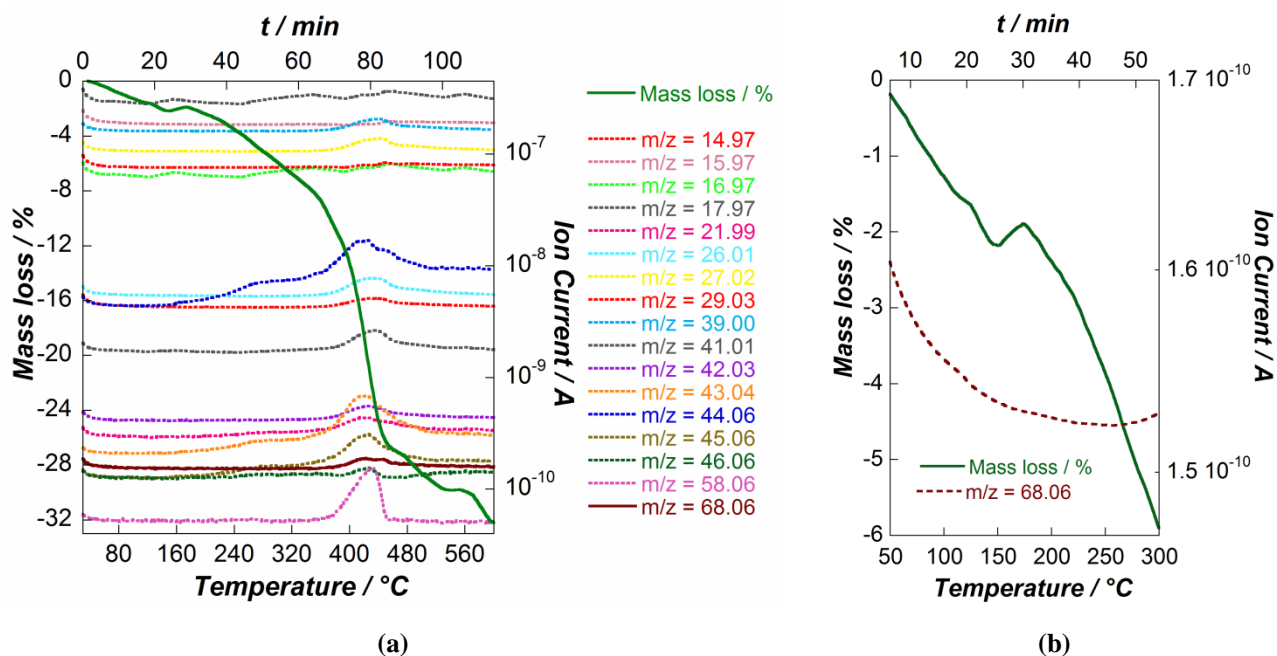 t / min
0 20 40 60 80 100
0
-4
-8
-12
-16
-20
-24
-28
-32
Mass loss / %
10-7
10-8
10-9
10-10
Ion Current / A
80 160 240 320 400 480 560
Temperature / °C
(a)
Mass loss / %
m/z = 14.97
m/z = 15.97
m/z = 16.97
m/z = 17.97
m/z = 21.99
m/z = 26.01
m/z = 27.02
m/z = 29.03
m/z = 39.00
m/z = 41.01
m/z = 42.03
m/z = 43.04
m/z = 44.06
m/z = 45.06
m/z = 46.06
m/z = 58.06
m/z = 68.06
t / min
10 20 30 40 50
0
-1
-2
-3
-4
-5
-6
Mass loss / %
1.7 10-10
1.6 10-10
1.5 10-10
Ion Current / A
Mass loss / %
m/z = 68.06
50 100 150 200 250 300
Temperature / °C
(b)